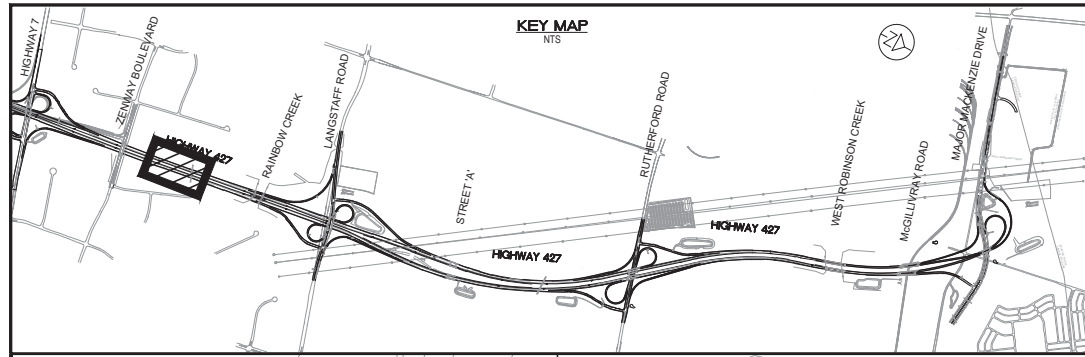 KEY MAP
NTS
HIGHWAY 7
ZENWAY BOULEVARD
HIGHWAY 427
RAINBOW CREEK
LANGSTAFF ROAD
STREET 'A'
HIGHWAY 427
RUTHERFORD ROAD
HIGHWAY 427
WEST ROBINSON CREEK
McGILLIVRAY ROAD
MAJOR MACKENZIE DRIVE
N